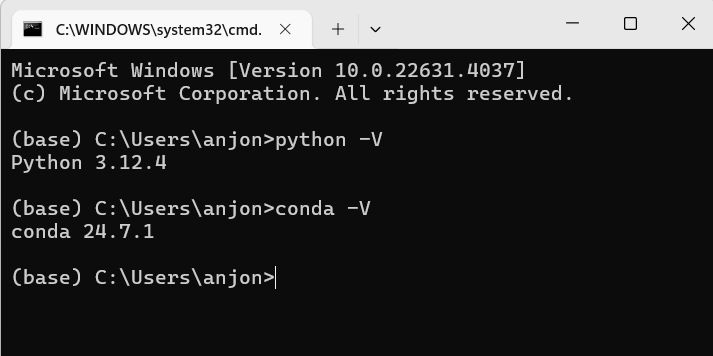 C:\WINDOWS\system32\cmd.
Microsoft Windows [Version 10.0.22631.4037]
(c) Microsoft Corporation. All rights reserved.
(base) C:\Users\anjon>python -V
Python 3.12.4
(base) C:\Users\anjon>conda -V
conda 24.7.1
(base) C:\Users\anjon>